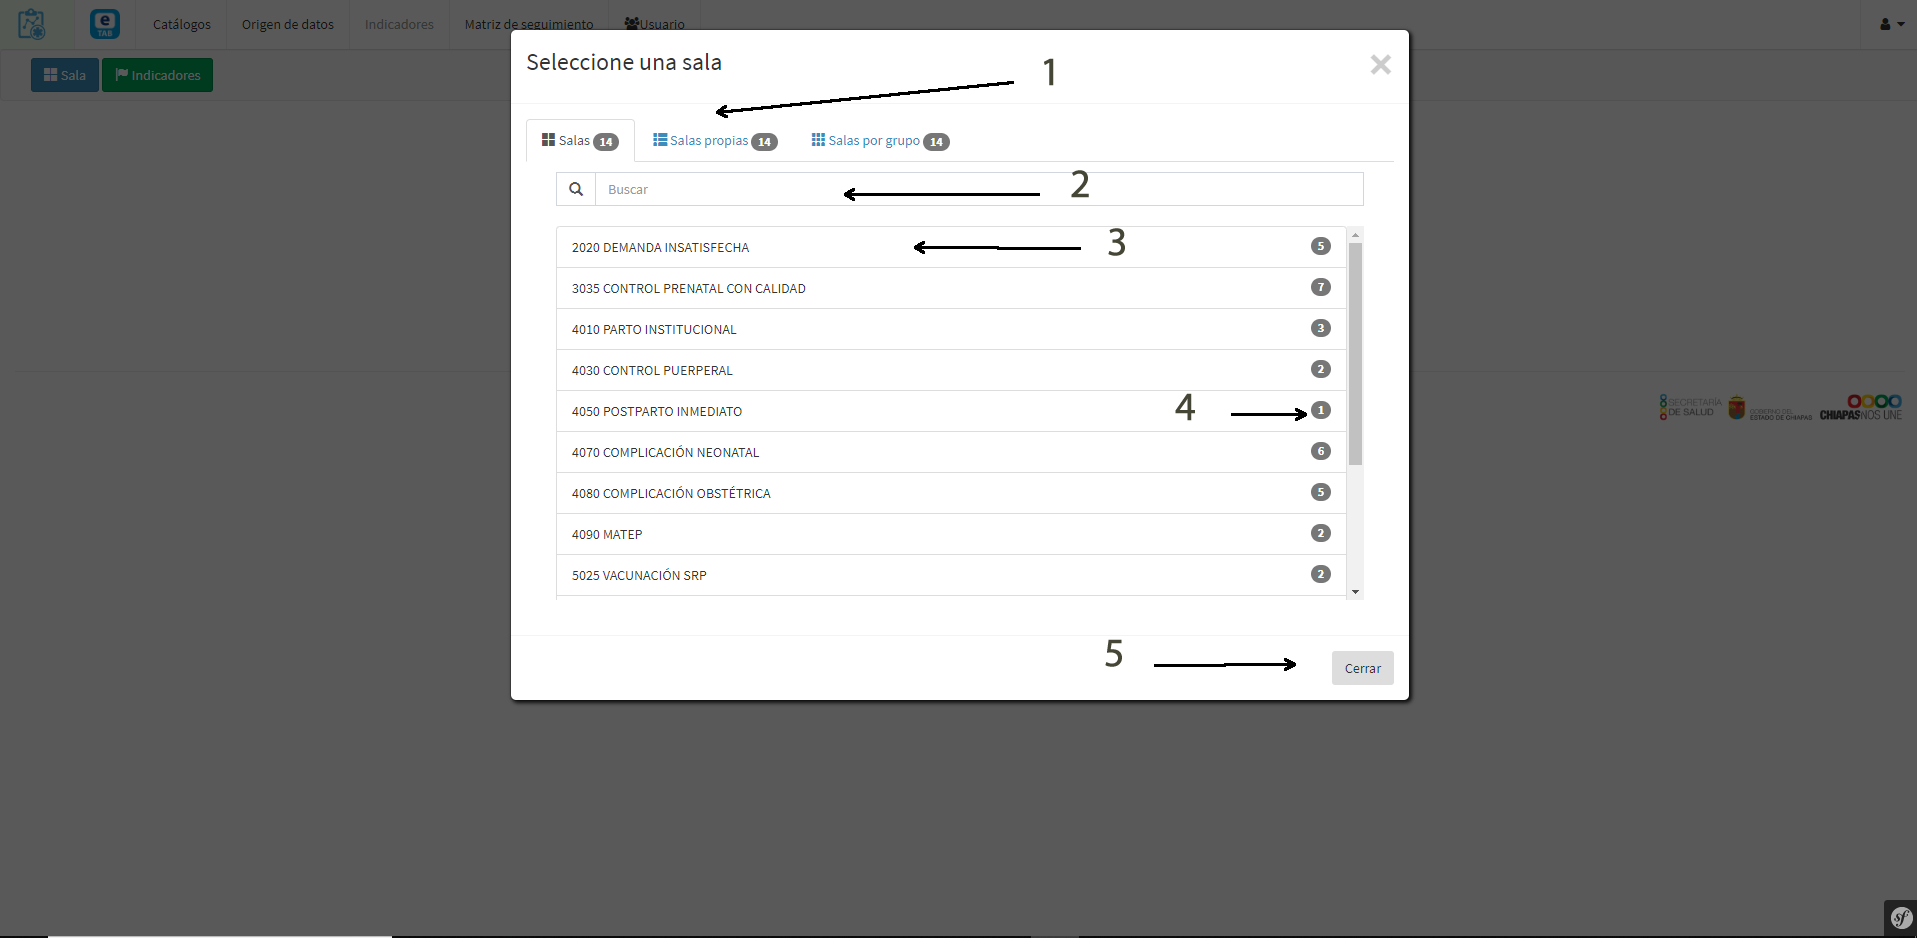 e
TAB
Catálogos
Origen de datos
Indicadores
Matriz de seguimiento
Usuario
Sala
Indicadores
Seleccione una sala
×
1
Salas 14
Salas propias 14
Salas por grupo 14
Buscar
2
2020 DEMANDA INSATISFECHA 5
3
3035 CONTROL PRENATAL CON CALIDAD 7
4010 PARTO INSTITUCIONAL 3
4030 CONTROL PUERPERAL 2
4050 POSTPARTO INMEDIATO 1
4
4070 COMPLICACIÓN NEONATAL 6
4080 COMPLICACIÓN OBSTÉTRICA 5
4090 MATEP 2
5025 VACUNACIÓN SRP 2
5
Cerrar
SECRETARÍA
DE SALUD
GOBIERNO DEL
ESTADO DE CHIAPAS
CHIAPASNOS UNE
sf